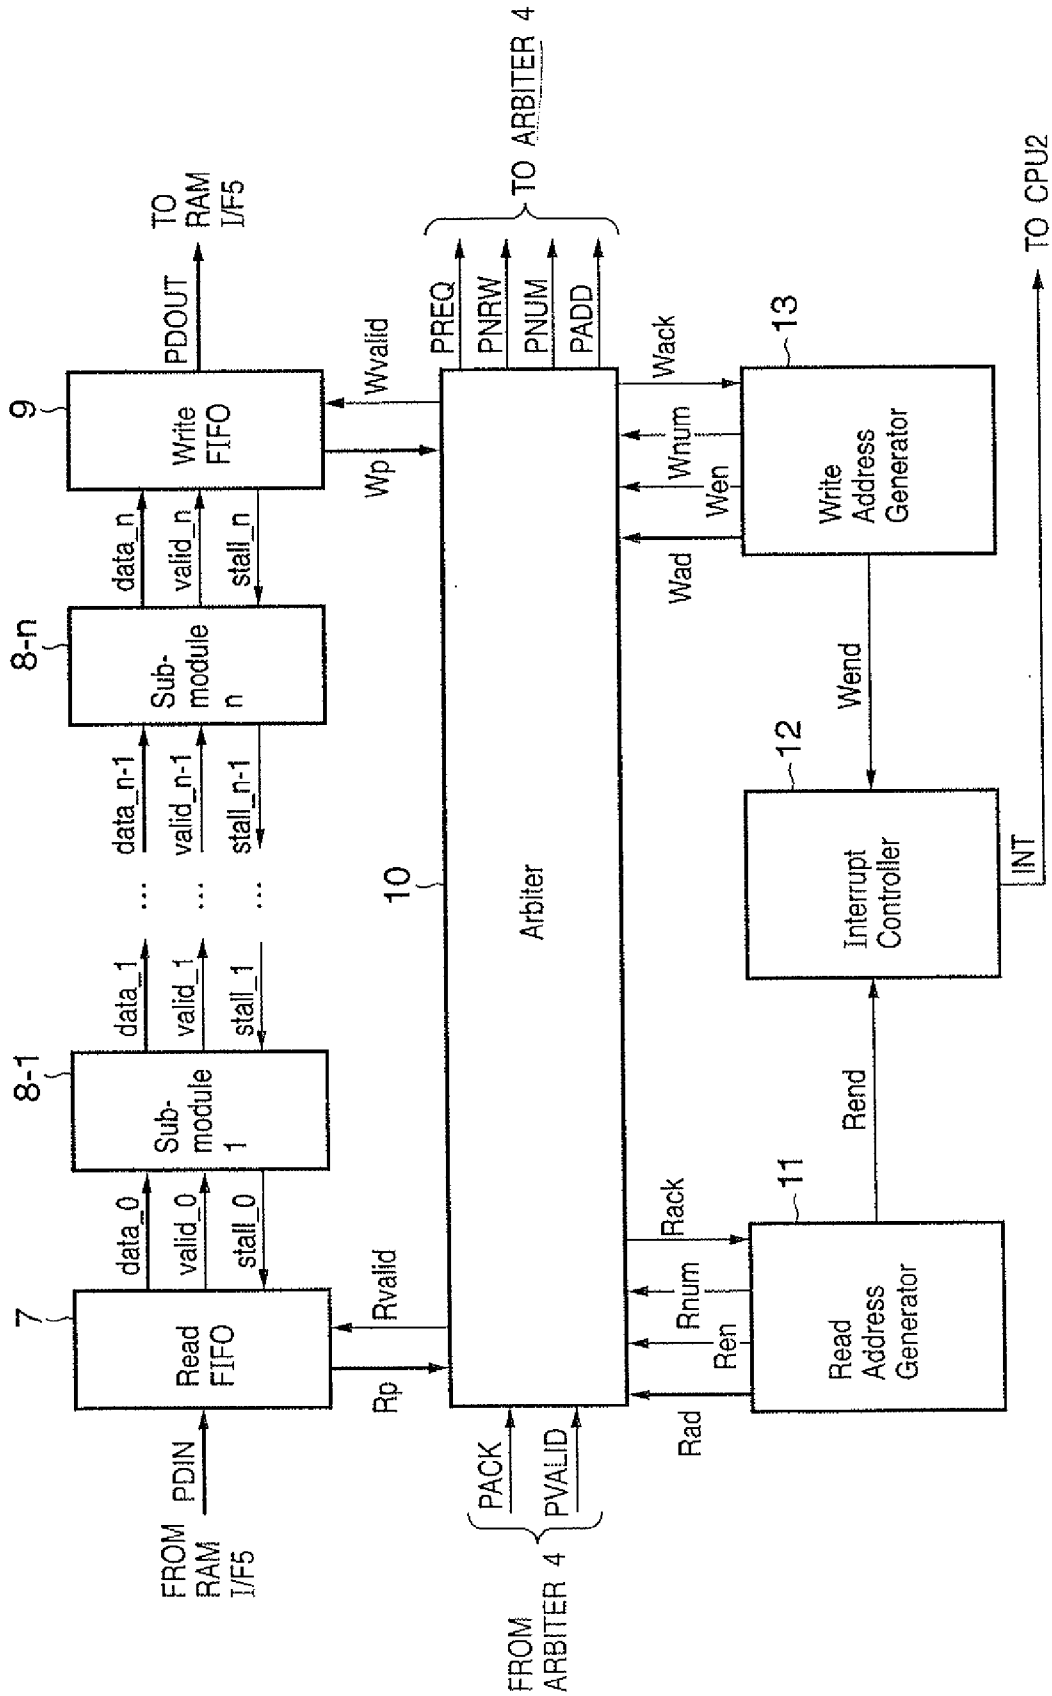 FROM
RAM
I/F5
PDIN
7
Read
FIFO
data_0
valid_0
stall_0
8-1
Sub-
module
1
data_1
valid_1
stall_1
...
...
...
data_n-1
valid_n-1
stall_n-1
8-n
Sub-
module
n
data_n
valid_n
stall_n
9
Write
FIFO
PDOUT
TO
RAM
I/F5
Rp
Rvalid
Wp
Wvalid
FROM
ARBITER 4
PACK
PVALID
10
Arbiter
PREQ
PNRW
PNUM
PADD
TO ARBITER 4
Rad
Ren
Rnum
Rack
Wad
Wen
Wnum
Wack
11
Read
Address
Generator
Rend
12
Interrupt
Controller
Wend
13
Write
Address
Generator
INT
TO CPU2